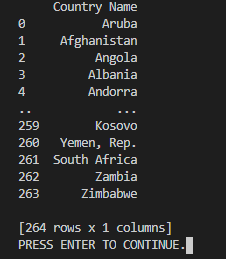 Country Name
0 Aruba
1 Afghanistan
2 Angola
3 Albania
4 Andorra
.. ...
259 Kosovo
260 Yemen, Rep.
261 South Africa
262 Zambia
263 Zimbabwe
[264 rows x 1 columns]
PRESS ENTER TO CONTINUE.